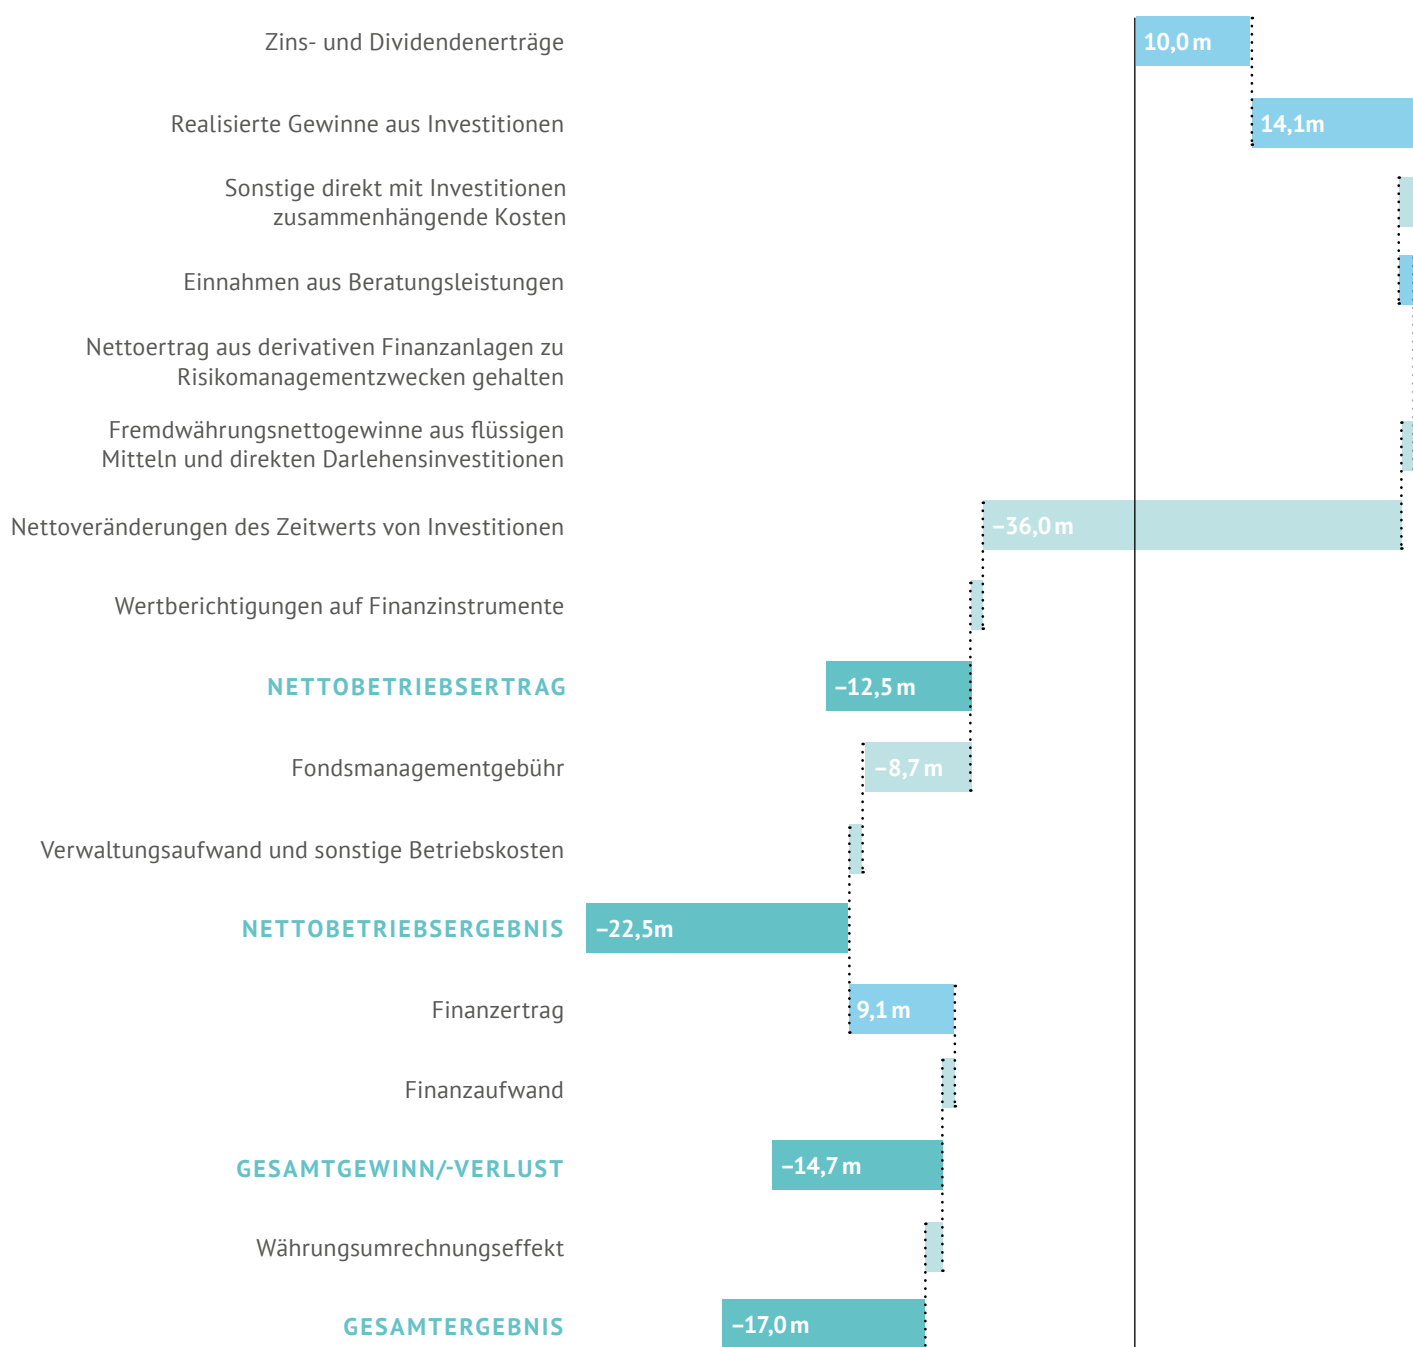 Zins- und Dividendenerträge
10,0 m
Realisierte Gewinne aus Investitionen
14,1m
Sonstige direkt mit Investitionen
zusammenhängende Kosten
Einnahmen aus Beratungsleistungen
Nettoertrag aus derivativen Finanzanlagen zu
Risikomanagementzwecken gehalten
Fremdwährungsnettogewinne aus flüssigen
Mitteln und direkten Darlehensinvestitionen
Nettoveränderungen des Zeitwerts von Investitionen
–36,0 m
Wertberichtigungen auf Finanzinstrumente
NETTOBETRIEBSERTRAG
–12,5 m
Fondsmanagementgebühr
–8,7 m
Verwaltungsaufwand und sonstige Betriebskosten
NETTOBETRIEBSERGEBNIS
–22,5m
Finanzertrag
9,1 m
Finanzaufwand
GESAMTGEWINN/-VERLUST
–14,7 m
Währungsumrechnungseffekt
GESAMTERGEBNIS
–17,0 m